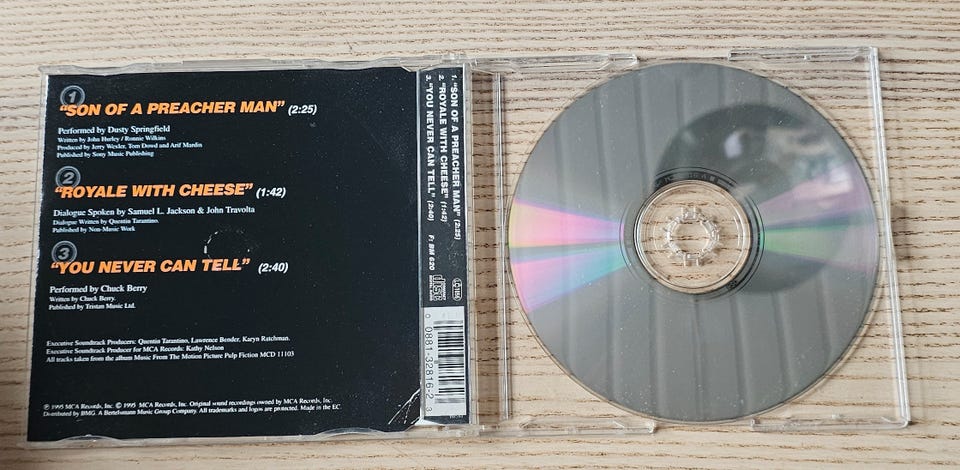 1
"SON OF A PREACHER MAN" (2:25)
Performed by Dusty Springfield
Written by John Hurley / Ronnie Wilkins
Produced by Jerry Wexler, Tom Dowd and Arif Mardin
Published by Sony Music Publishing
2
"ROYALE WITH CHEESE" (1:42)
Dialogue Spoken by Samuel L. Jackson & John Travolta
Dialogue Written by Quentin Tarantino.
Published by Non-Music Work
3
"YOU NEVER CAN TELL" (2:40)
Performed by Chuck Berry
Written by Chuck Berry.
Published by Tristan Music Ltd.
Executive Soundtrack Producers: Quentin Tarantino, Lawrence Bender, Karyn Rachtman.
Executive Soundtrack Producer for MCA Records: Kathy Nelson
All tracks taken from the album Music From The Motion Picture Pulp Fiction MCD 11103
℗ 1995 MCA Records, Inc. © 1995 MCA Records, Inc. Original sound recordings owned by MCA Records, Inc.
Distributed by BMG. A Bertelsmann Music Group Company. All trademarks and logos are protected. Made in the EC.
1. "SON OF A PREACHER MAN" (2:25)
2. "ROYALE WITH CHEESE" (1:42)
3. "YOU NEVER CAN TELL" (2:40)
F: BM 620
disc
0 0881-32816-2 3